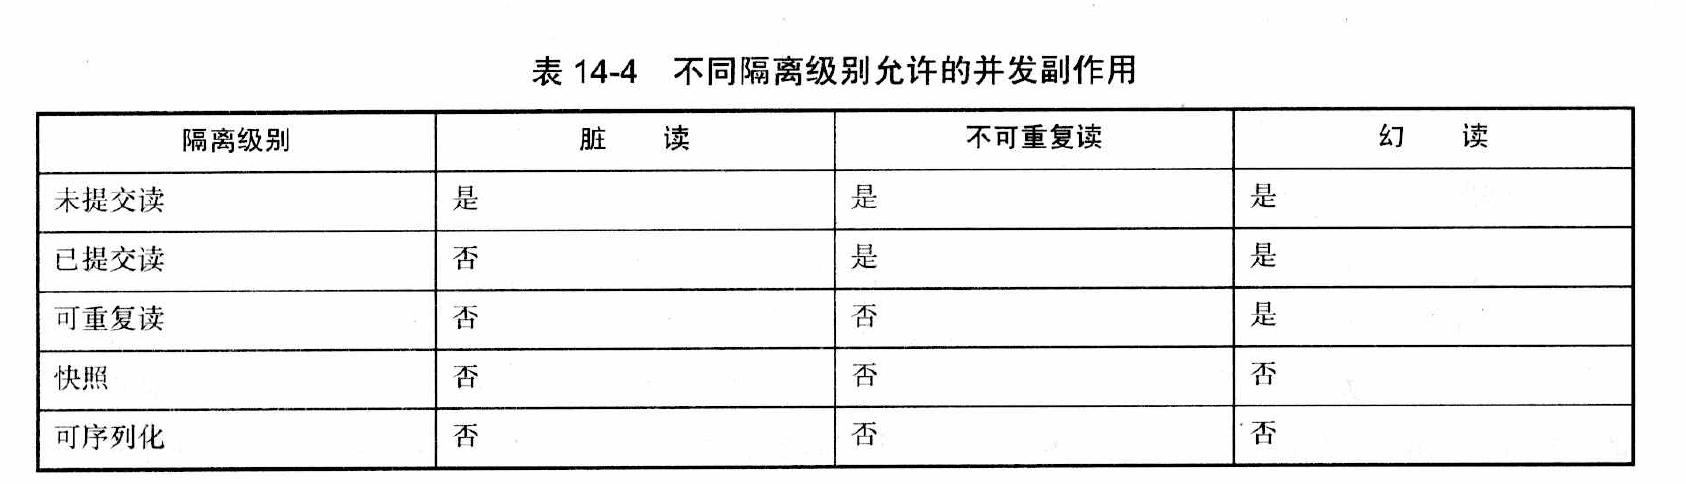 表 14-4 不同隔离级别允许的并发副作用
隔离级别 脏 读 不可重复读 幻 读
未提交读 是 是 是
已提交读 否 是 是
可重复读 否 否 是
快照 否 否 否
可序列化 否 否 否